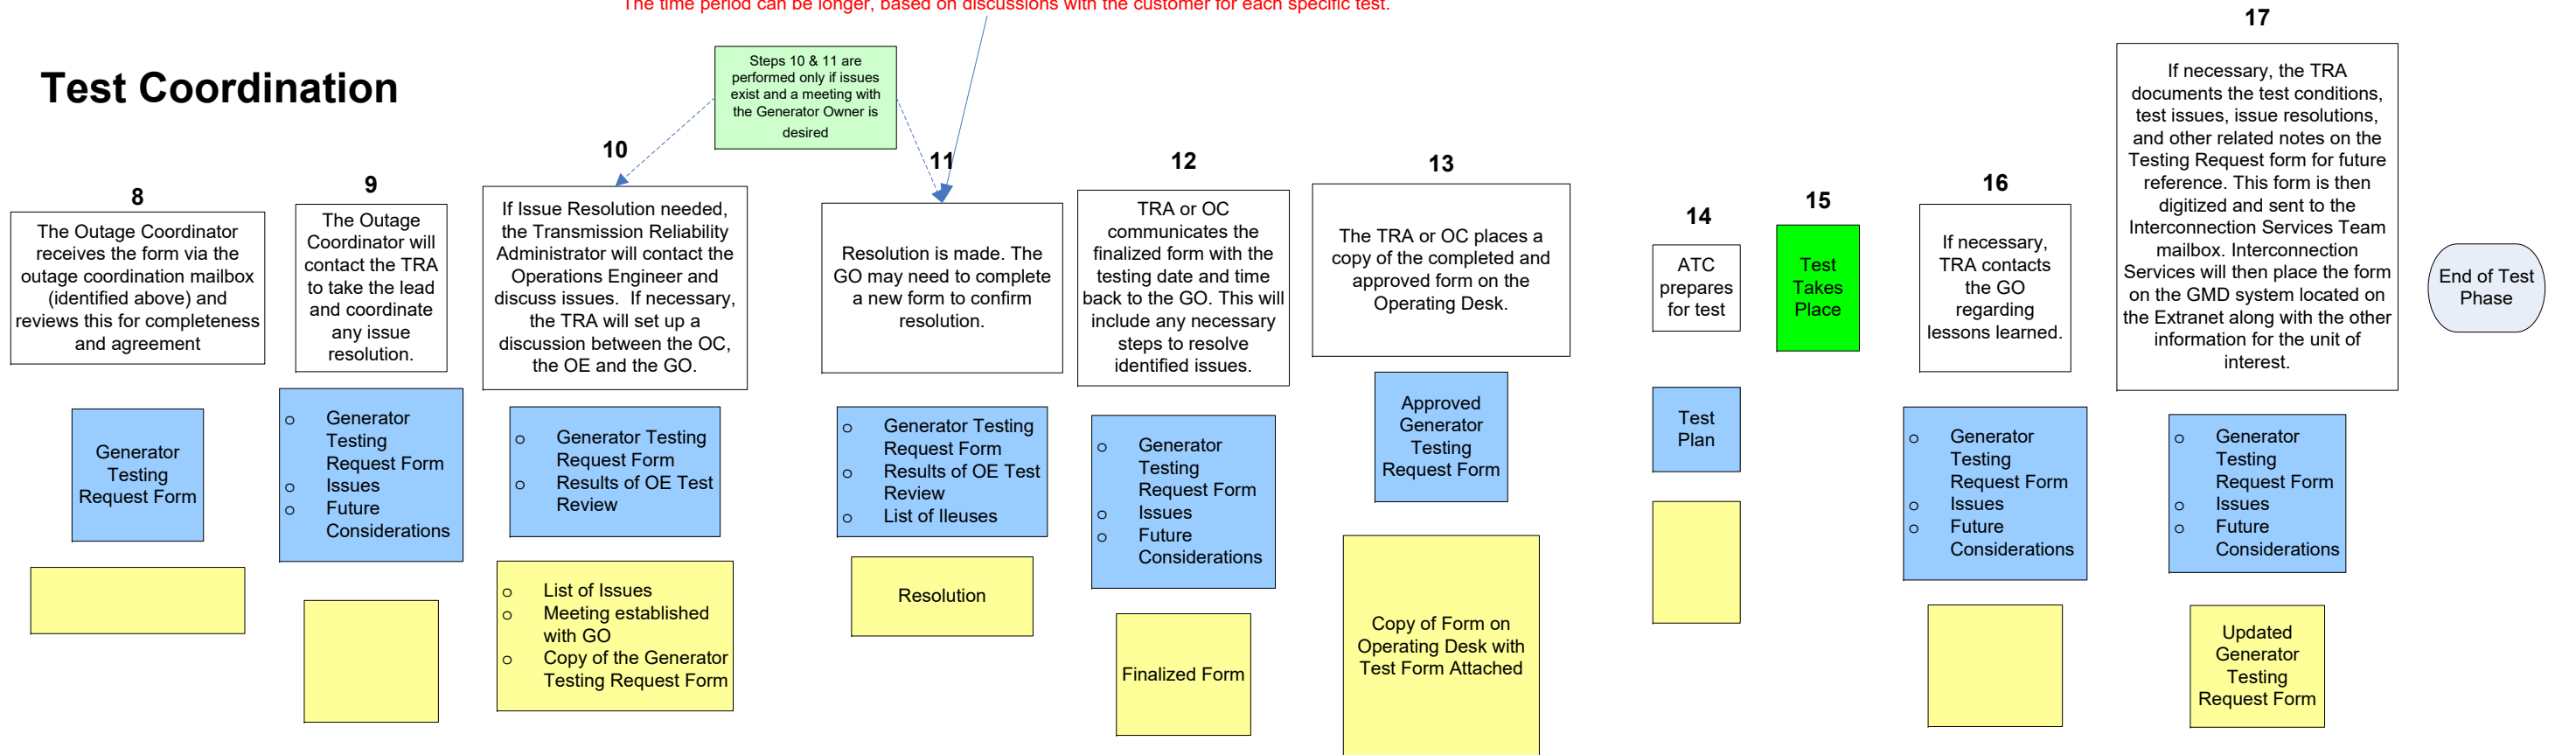 The time period can be longer, based on discussions with the customer for each specific test.
Test Coordination
Steps 10 & 11 are
performed only if issues
exist and a meeting with
the Generator Owner is
desired
8
The Outage Coordinator
receives the form via the
outage coordination mailbox
(identified above) and
reviews this for completeness
and agreement
Generator
Testing
Request Form
9
The Outage
Coordinator will
contact the TRA
to take the lead
and coordinate
any issue
resolution.
o Generator
Testing
Request Form
o Issues
o Future
Considerations
10
If Issue Resolution needed,
the Transmission Reliability
Administrator will contact the
Operations Engineer and
discuss issues.  If necessary,
the TRA will set up a
discussion between the OC,
the OE and the GO.
o Generator Testing
Request Form
o Results of OE Test
Review
o List of Issues
o Meeting established
with GO
o Copy of the Generator
Testing Request Form
11
Resolution is made. The
GO may need to complete
a new form to confirm
resolution.
o Generator Testing
Request Form
o Results of OE Test
Review
o List of Ileuses
Resolution
12
TRA or OC
communicates the
finalized form with the
testing date and time
back to the GO. This will
include any necessary
steps to resolve
identified issues.
o Generator
Testing
Request Form
o Issues
o Future
Considerations
Finalized Form
13
The TRA or OC places a
copy of the completed and
approved form on the
Operating Desk.
Approved
Generator
Testing
Request Form
Copy of Form on
Operating Desk with
Test Form Attached
14
ATC
prepares
for test
Test
Plan
15
Test
Takes
Place
16
If necessary,
TRA contacts
the GO
regarding
lessons learned.
o Generator
Testing
Request Form
o Issues
o Future
Considerations
17
If necessary, the TRA
documents the test conditions,
test issues, issue resolutions,
and other related notes on the
Testing Request form for future
reference. This form is then
digitized and sent to the
Interconnection Services Team
mailbox. Interconnection
Services will then place the form
on the GMD system located on
the Extranet along with the other
information for the unit of
interest.
o Generator
Testing
Request Form
o Issues
o Future
Considerations
Updated
Generator
Testing
Request Form
End of Test
Phase